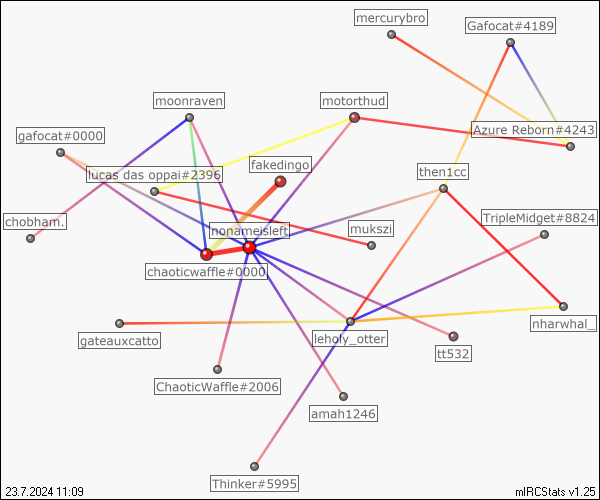 mercurybro
Gafocat#4189
moonraven
motorthud
gafocat#0000
Azure Reborn#4243
fakedingo
lucas das oppai#2396
then1cc
chobham.
TripleMidget#8824
nonameisleft
mukszi
chaoticwaffle#0000
nharwhal_
gateauxcatto
leholy_otter
tt532
ChaoticWaffle#2006
amah1246
Thinker#5995
23.7.2024 11:09
mIRCStats v1.25